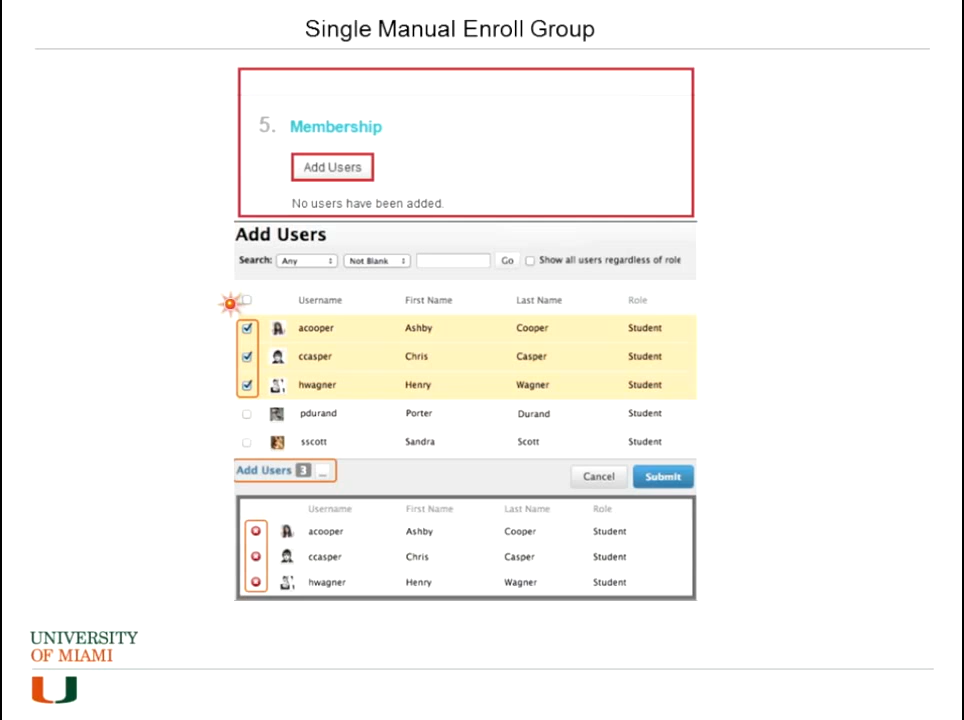 Single Manual Enroll Group
5. Membership
Add Users
No users have been added.
Add Users
Search: Any Not Blank Go Show all users regardless of role
Username First Name Last Name Role
acooper Ashby Cooper Student
ccasper Chris Casper Student
hwagner Henry Wagner Student
pdurand Porter Durand Student
sscott Sandra Scott Student
Add Users 3 Cancel Submit
Username First Name Last Name Role
acooper Ashby Cooper Student
ccasper Chris Casper Student
hwagner Henry Wagner Student
UNIVERSITY
OF MIAMI
U